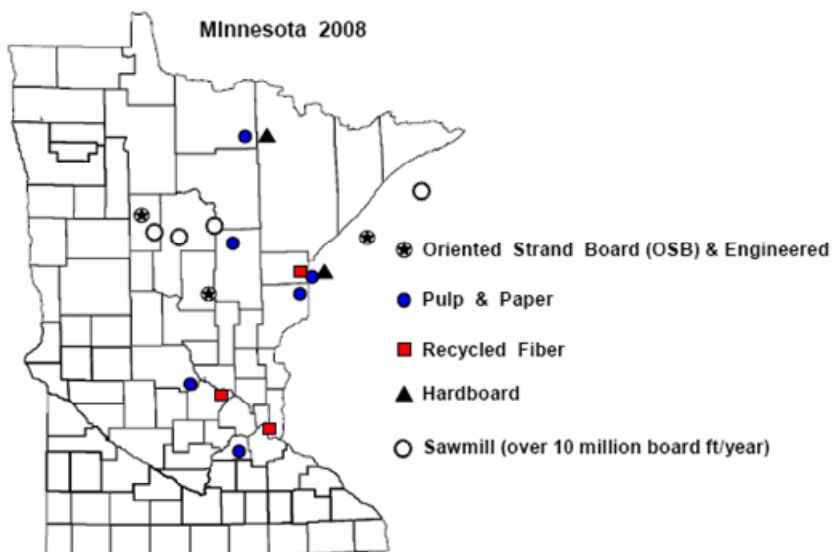 MInnesota 2008
Oriented Strand Board (OSB) & Engineered
Pulp & Paper
Recycled Fiber
Hardboard
Sawmill (over 10 million board ft/year)